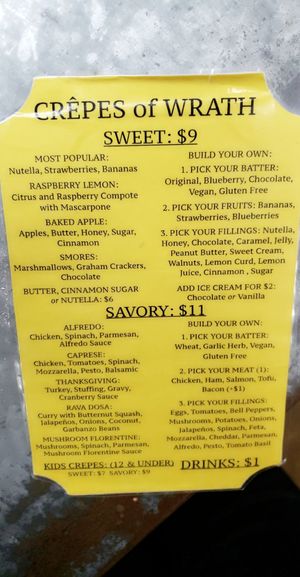 CRÊPES of WRATH
SWEET: $9
MOST POPULAR:
Nutella, Strawberries, Bananas
RASPBERRY LEMON:
Citrus and Raspberry Compote
with Mascarpone
BAKED APPLE:
Apples, Butter, Honey, Sugar,
Cinnamon
SMORES:
Marshmallows, Graham Crackers,
Chocolate
BUTTER, CINNAMON SUGAR
or NUTELLA: $6
BUILD YOUR OWN:
1. PICK YOUR BATTER:
Original, Blueberry, Chocolate,
Vegan, Gluten Free
2. PICK YOUR FRUITS: Bananas,
Strawberries, Blueberries
3. PICK YOUR FILLINGS: Nutella,
Honey, Chocolate, Caramel, Jelly,
Peanut Butter, Sweet Cream,
Walnuts, Lemon Curd, Lemon
Juice, Cinnamon , Sugar
ADD ICE CREAM FOR $2:
Chocolate or Vanilla
SAVORY: $11
ALFREDO:
Chicken, Spinach, Parmesan,
Alfredo Sauce
CAPRESE:
Chicken, Tomatoes, Spinach,
Mozzarella, Pesto, Balsamic
THANKSGIVING:
Turkey, Stuffing, Gravy,
Cranberry Sauce
RAVA DOSA:
Curry with Butternut Squash,
Jalapeños, Onions, Coconut,
Garbanzo Beans
MUSHROOM FLORENTINE:
Mushrooms, Spinach, Parmesan,
Mushroom Florentine Sauce
BUILD YOUR OWN:
1. PICK YOUR BATTER:
Wheat, Garlic Herb, Vegan,
Gluten Free
2. PICK YOUR MEAT (1):
Chicken, Ham, Salmon, Tofu,
Bacon (+$1)
3. PICK YOUR FILLINGS:
Eggs, Tomatoes, Bell Peppers,
Mushrooms, Potatoes, Onions,
Jalapeños, Spinach, Feta,
Mozzarella, Cheddar, Parmesan,
Alfredo, Pesto, Tomato Basil
KIDS CREPES: (12 & UNDER)
SWEET: $7 SAVORY: $9
DRINKS: $1